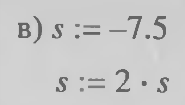 в) s := –7.5
s := 2 · s